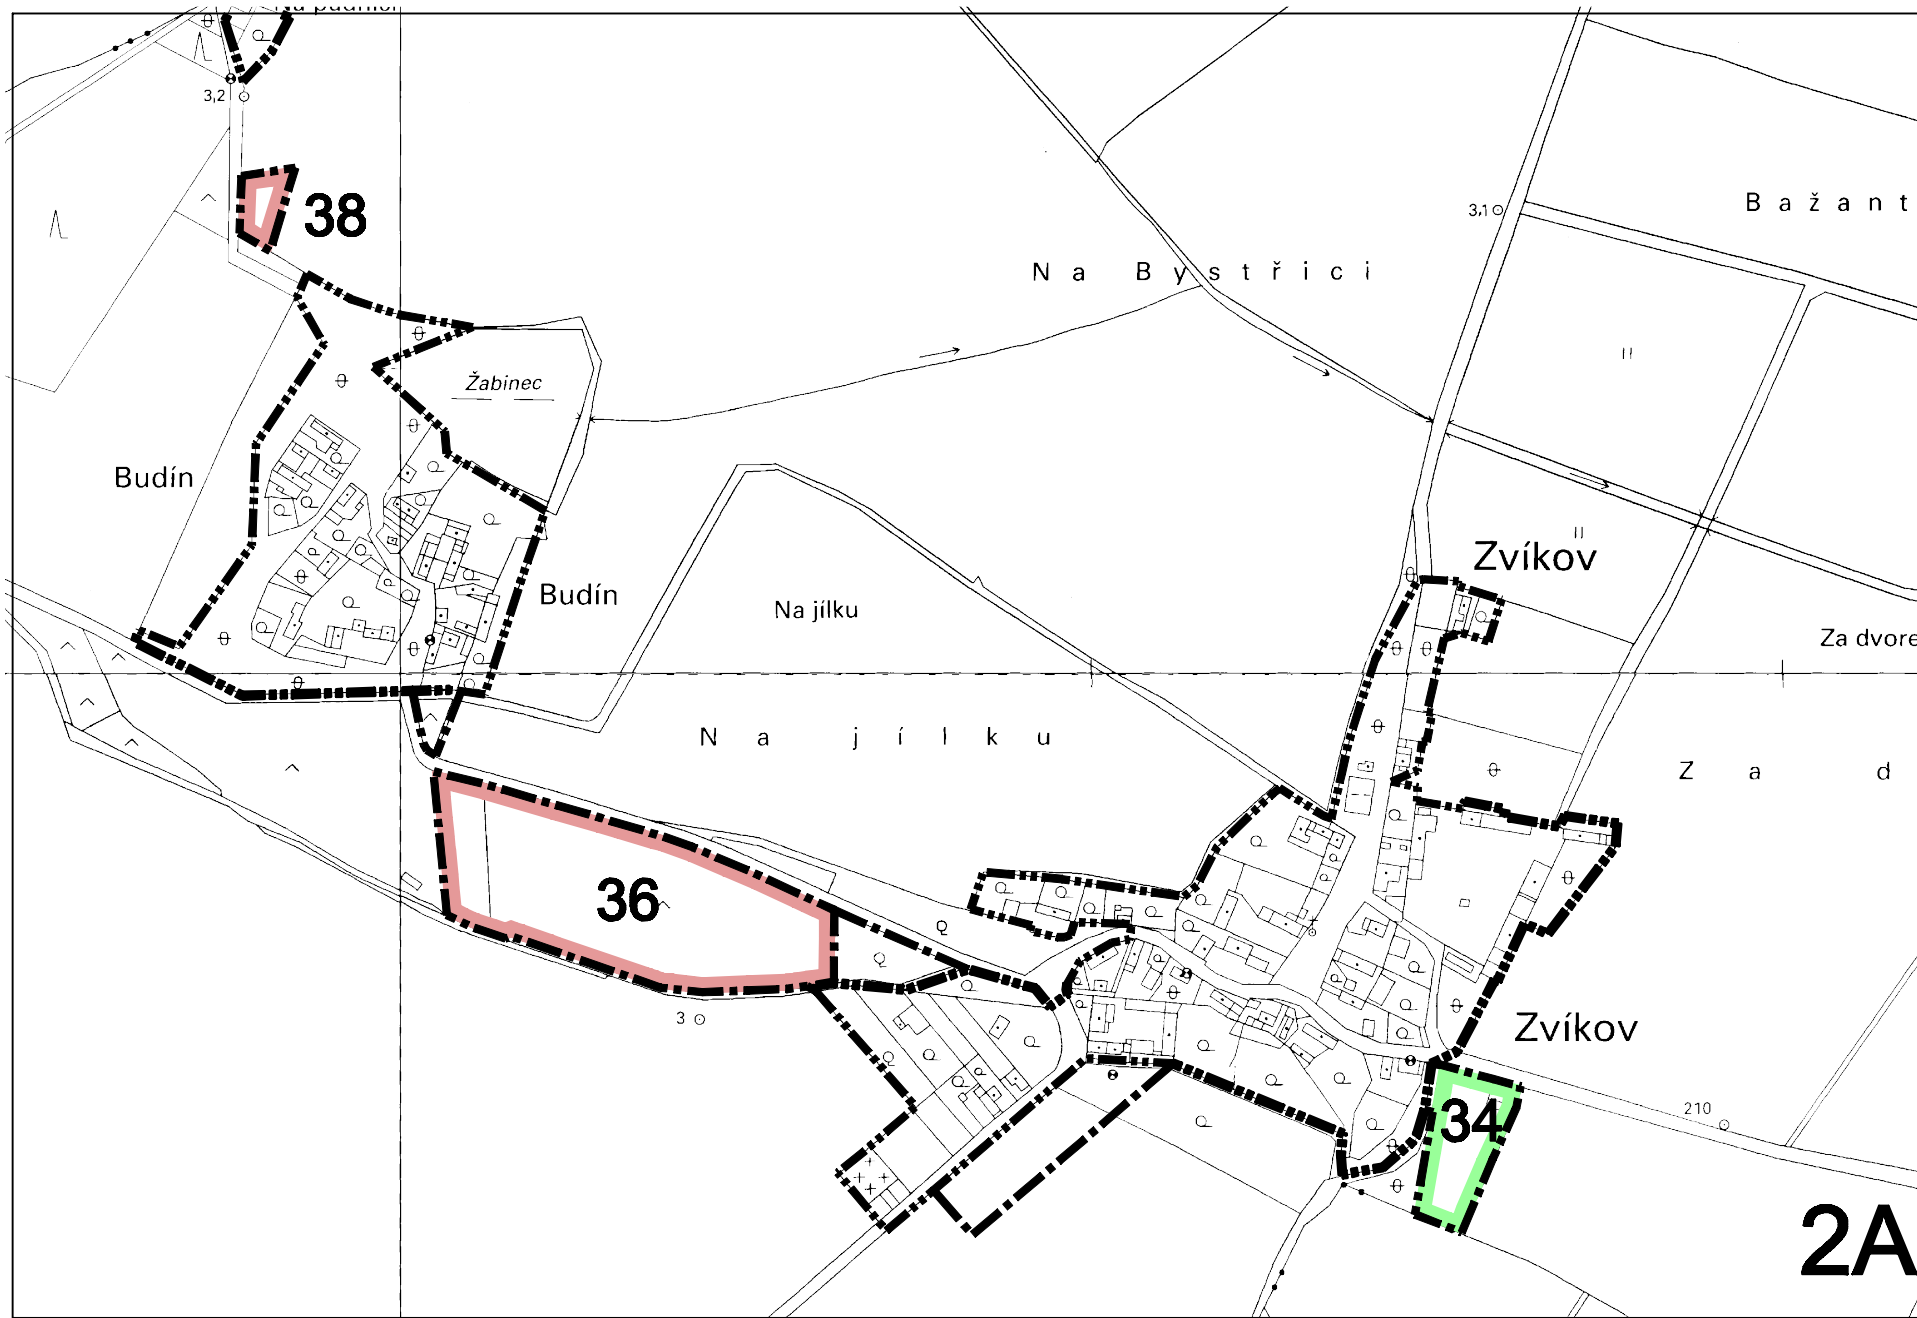 3,2
38
3,1
Bažant
Na Bystřici
Žabinec
Budín
Zvíkov
Budín
Na jílku
Za dvore
Na jílku
Za d
36
3
Zvíkov
34
210
2A